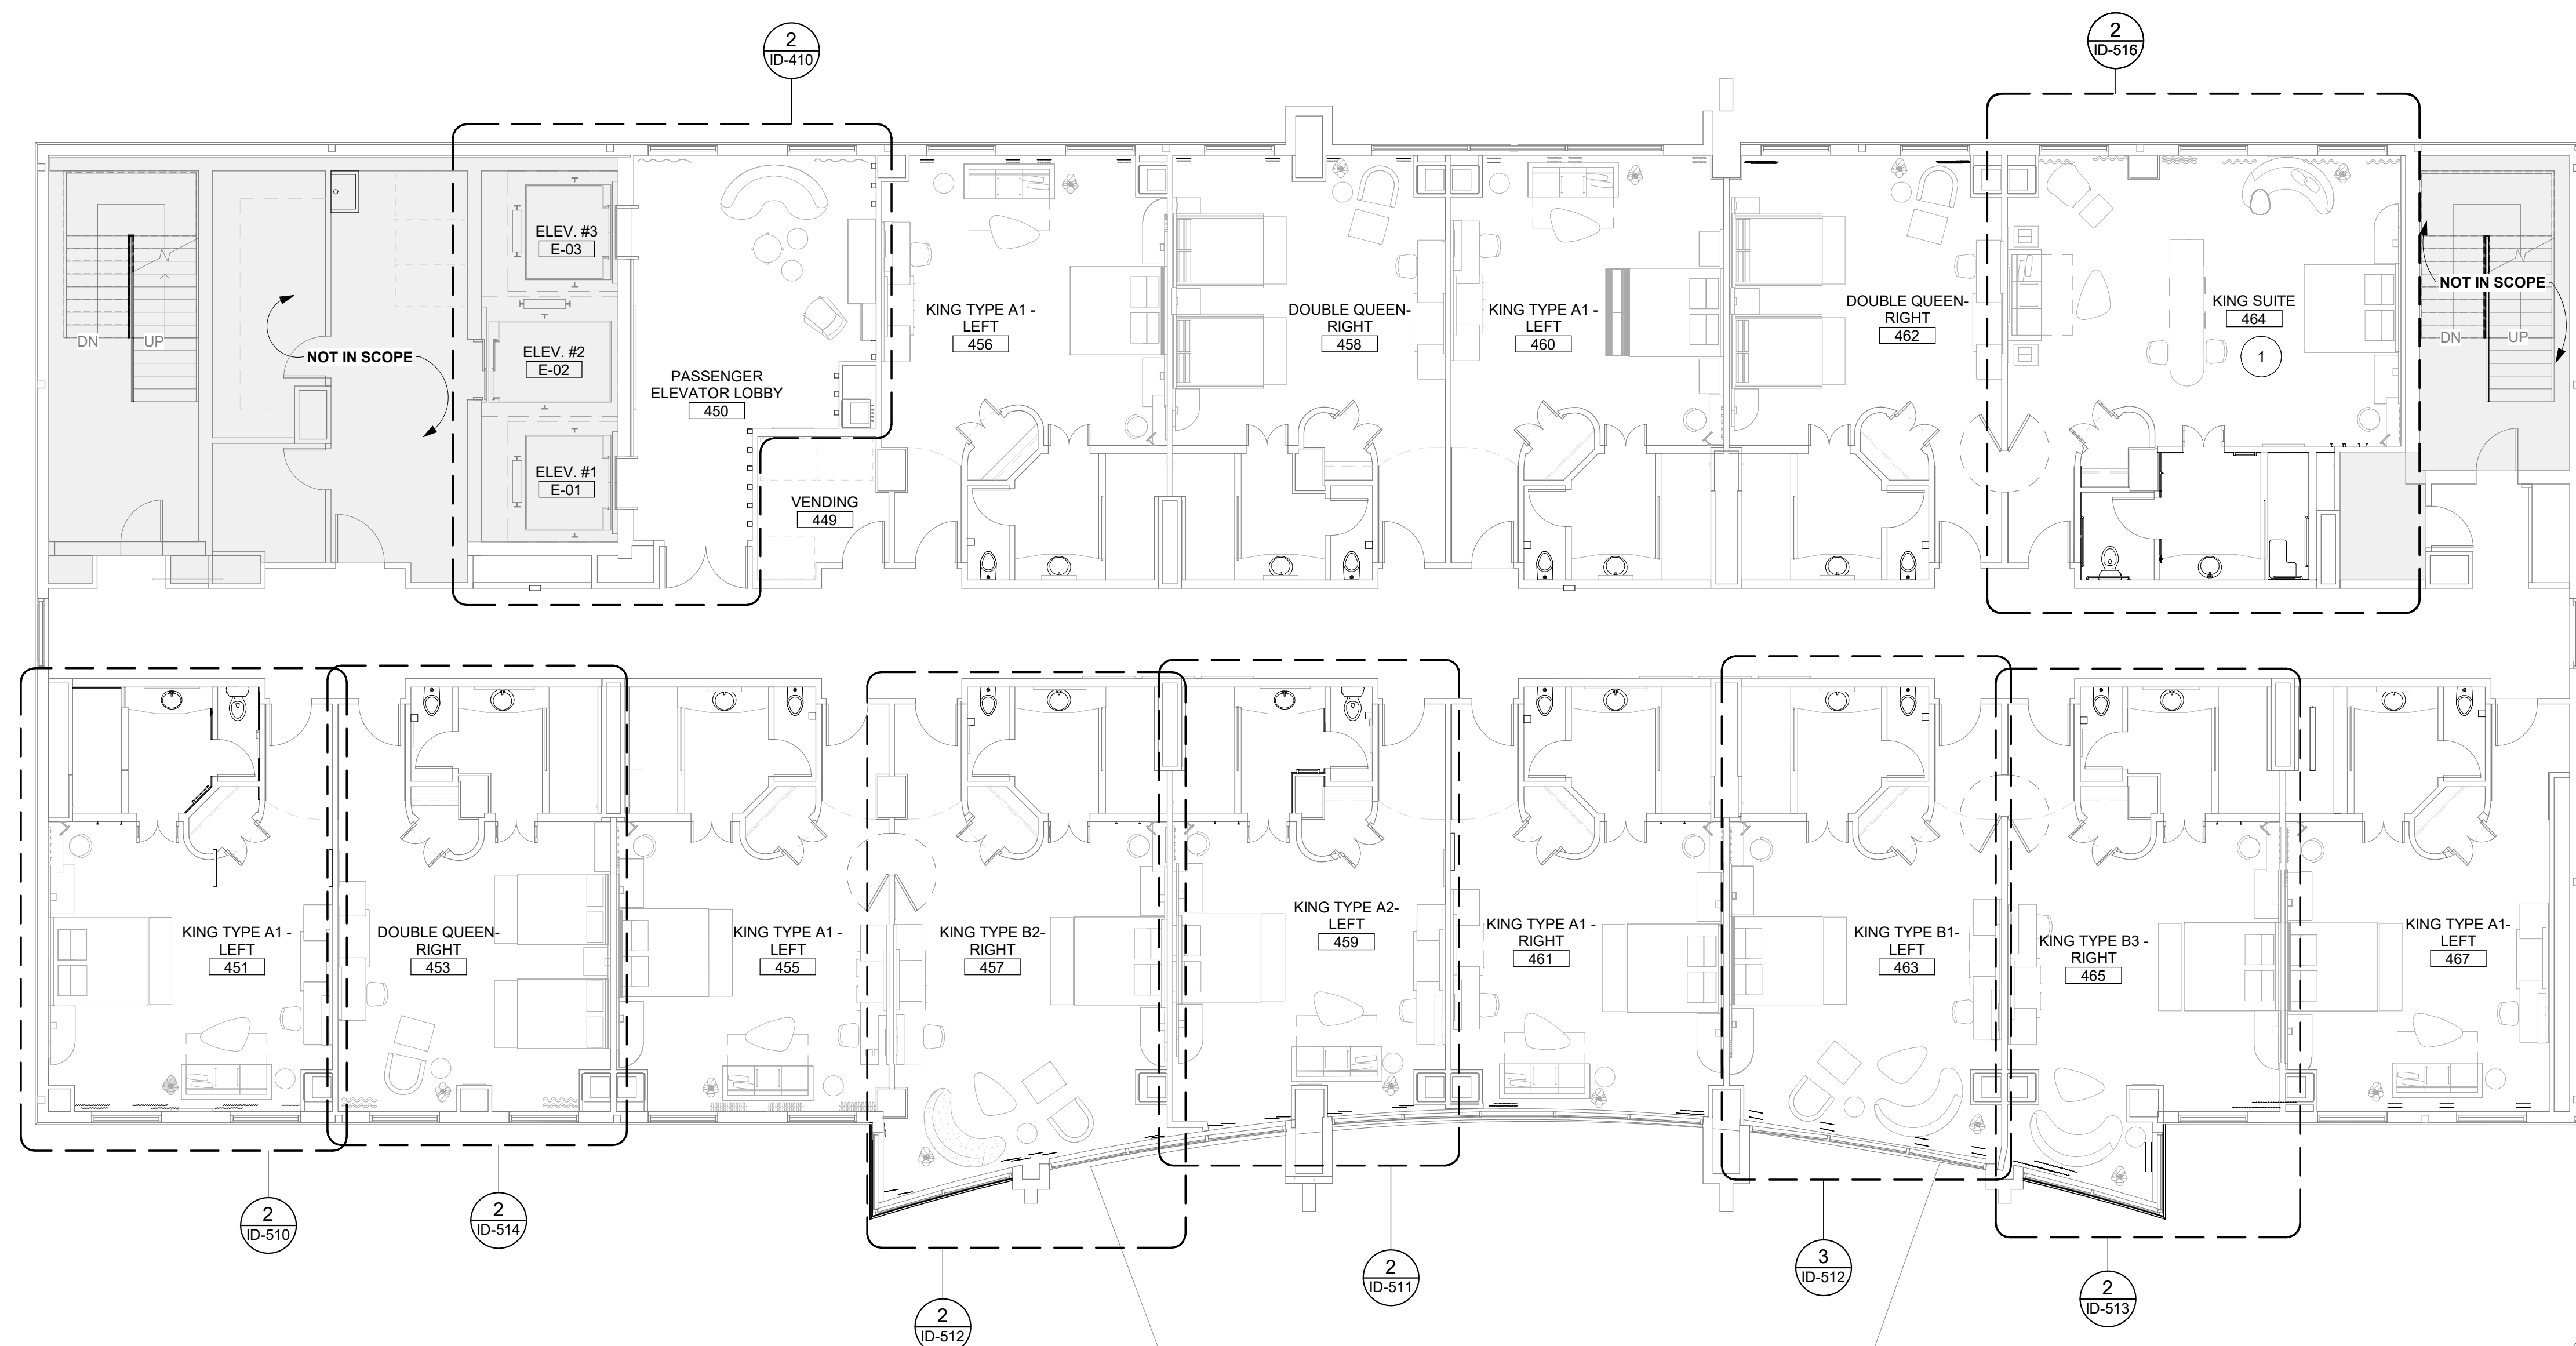 2
ID-410
2
ID-516
ELEV. #3
E-03
NOT IN SCOPE
KING TYPE A1 -
LEFT
456
DOUBLE QUEEN-
RIGHT
458
KING TYPE A1 -
LEFT
460
DOUBLE QUEEN-
RIGHT
462
KING SUITE
464
1
DN
UP
NOT IN SCOPE
ELEV. #2
E-02
DN
UP
PASSENGER
ELEVATOR LOBBY
450
ELEV. #1
E-01
VENDING
449
KING TYPE A1 -
LEFT
451
DOUBLE QUEEN-
RIGHT
453
KING TYPE A1 -
LEFT
455
KING TYPE B2-
RIGHT
457
KING TYPE A2-
LEFT
459
KING TYPE A1 -
RIGHT
461
KING TYPE B1-
LEFT
463
KING TYPE B3 -
RIGHT
465
KING TYPE A1-
LEFT
467
2
ID-510
2
ID-514
2
ID-512
2
ID-511
3
ID-512
2
ID-513